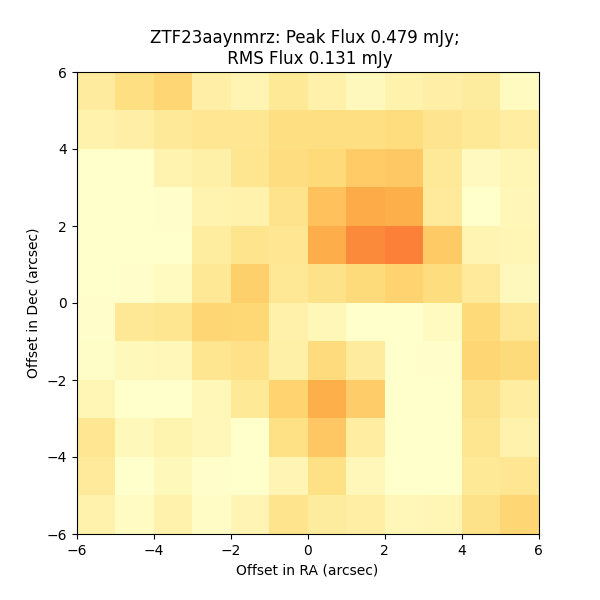 ZTF23aaynmrz: Peak Flux 0.479 mJy;
RMS Flux 0.131 mJy
6
4
2
0
−2
−4
−6
Offset in Dec (arcsec)
−6 −4 −2 0 2 4 6
Offset in RA (arcsec)